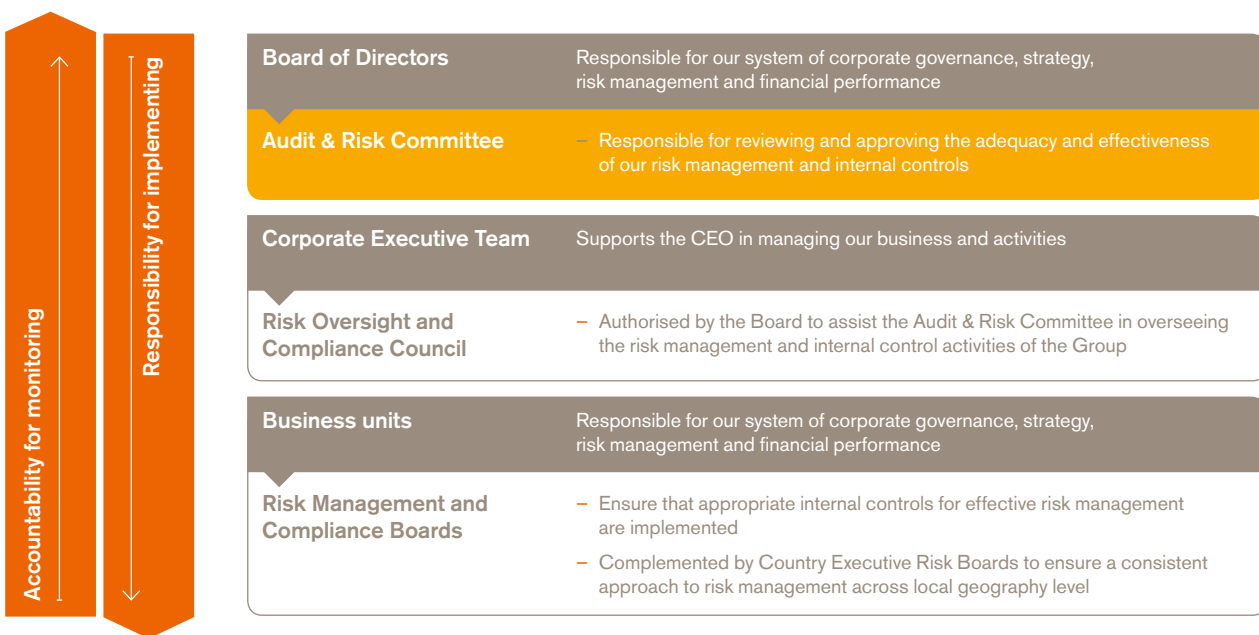 Accountability for monitoring
Responsibility for implementing
Board of Directors
Responsible for our system of corporate governance, strategy,
risk management and financial performance
Audit & Risk Committee
– Responsible for reviewing and approving the adequacy and effectiveness
of our risk management and internal controls
Corporate Executive Team
Supports the CEO in managing our business and activities
Risk Oversight and
Compliance Council
– Authorised by the Board to assist the Audit & Risk Committee in overseeing
the risk management and internal control activities of the Group
Business units
Responsible for our system of corporate governance, strategy,
risk management and financial performance
Risk Management and
Compliance Boards
– Ensure that appropriate internal controls for effective risk management
are implemented
– Complemented by Country Executive Risk Boards to ensure a consistent
approach to risk management across local geography level